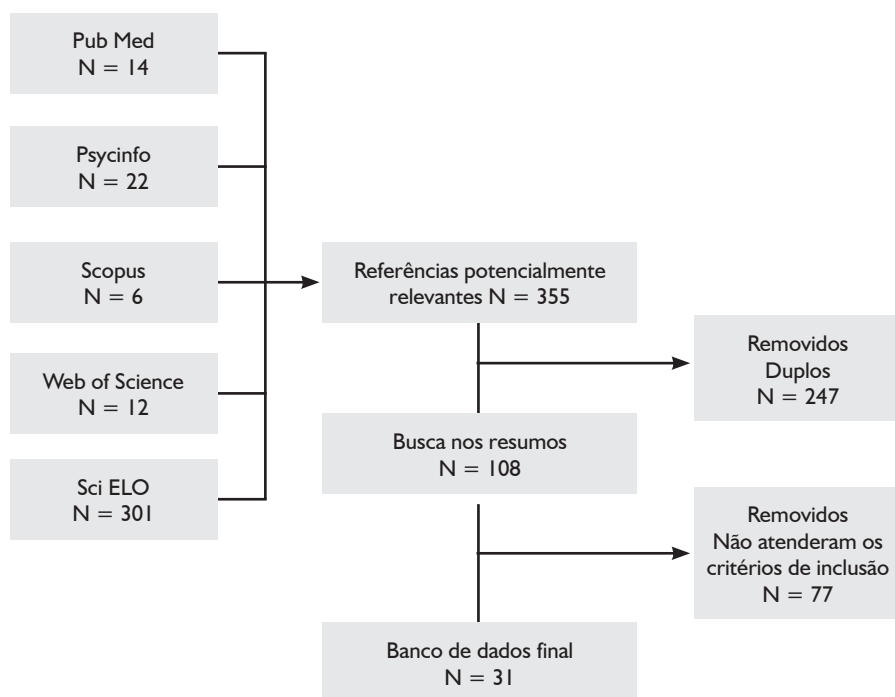 Pub Med
N = 14
Psycinfo
N = 22
Scopus
N = 6
Web of Science
N = 12
Sci ELO
N = 301
Referências potencialmente
relevantes N = 355
Removidos
Duplos
N = 247
Busca nos resumos
N = 108
Removidos
Não atenderam os
critérios de inclusão
N = 77
Banco de dados final
N = 31